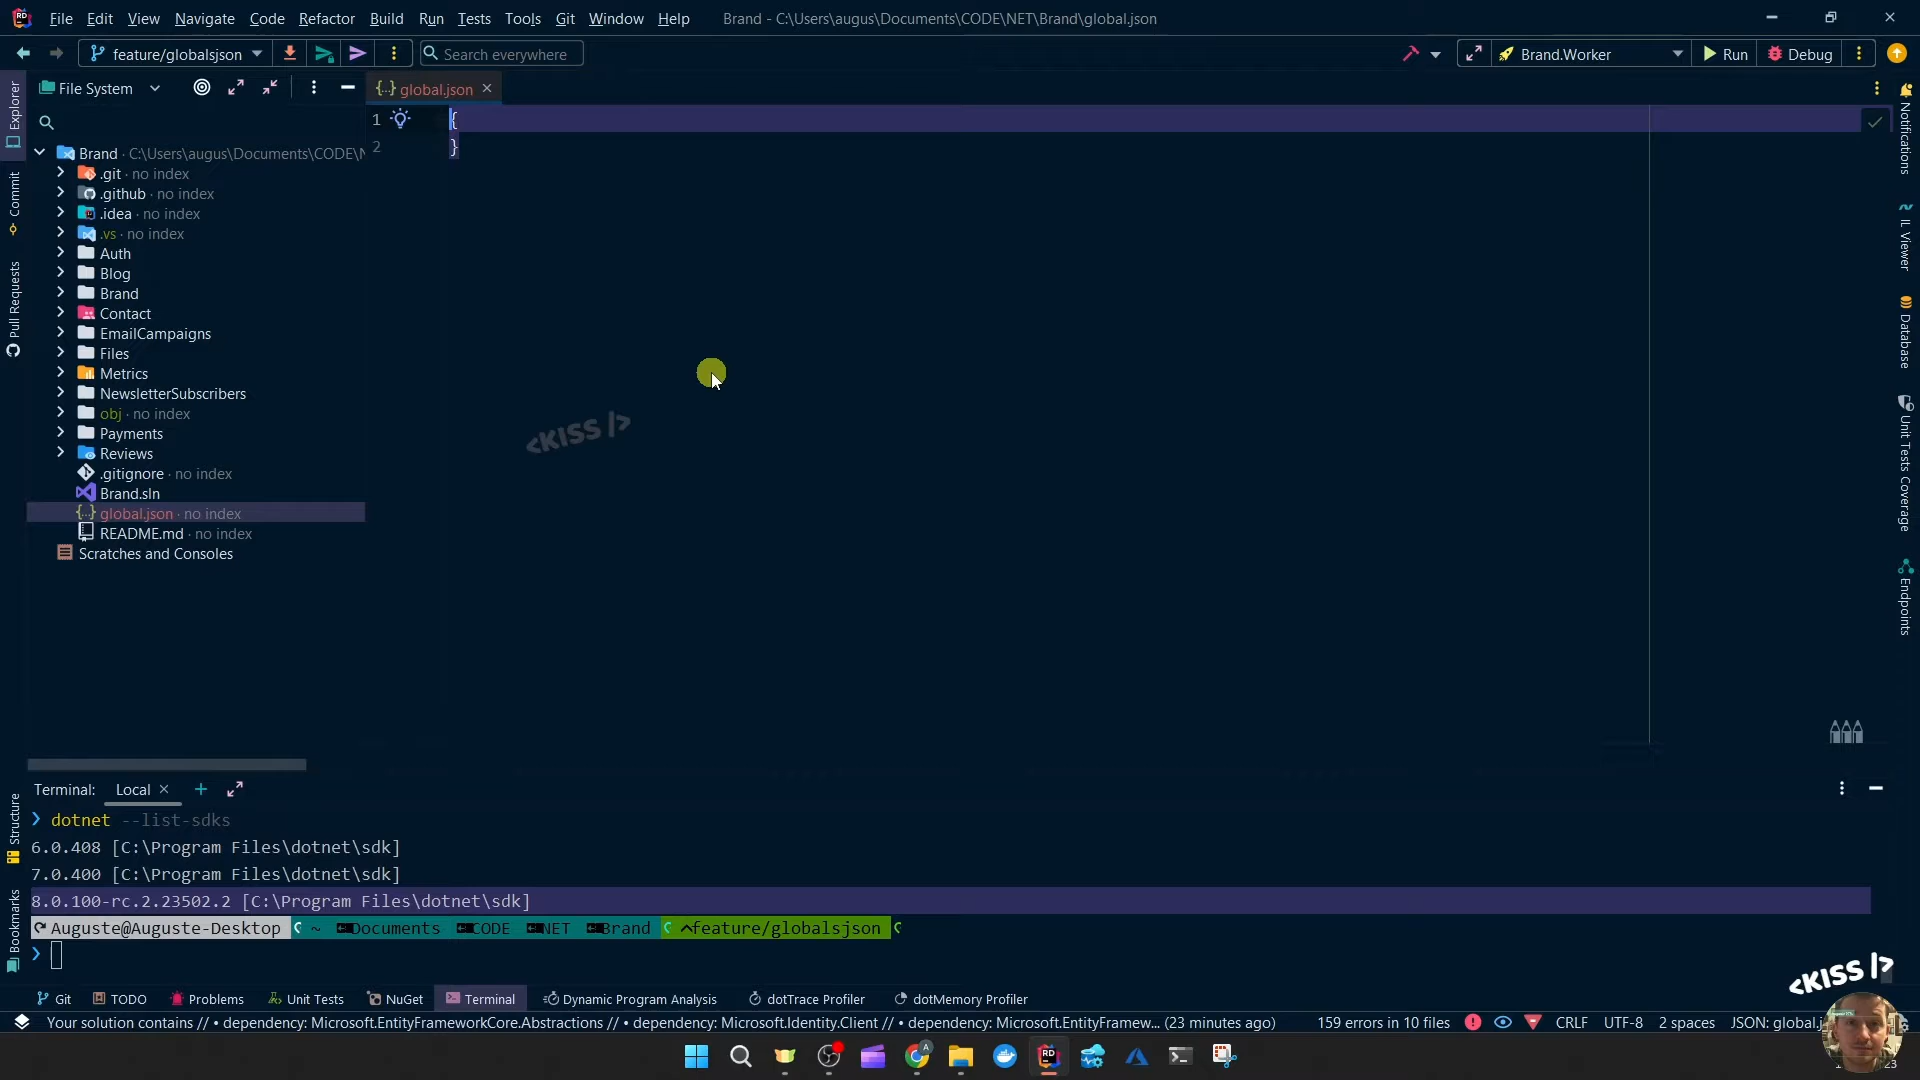 File Edit View Navigate Code Refactor Build Run Tests Tools Git Window Help Brand - C:\Users\augus\Documents\CODE\NET\Brand\global.json
feature/globalsjson Search everywhere Brand.Worker Run Debug
File System
{..} global.json
Explorer
Commit
Pull Requests
Structure
Bookmarks
Brand · C:\Users\augus\Documents\CODE\N
.git · no index
.github · no index
.idea · no index
.vs · no index
Auth
Blog
Brand
Contact
EmailCampaigns
Files
Metrics
NewsletterSubscribers
obj · no index
Payments
Reviews
.gitignore · no index
Brand.sln
{..} global.json · no index
README.md · no index
Scratches and Consoles
1 {
2 }
<KISS />
Notifications
IL Viewer
Database
Unit Tests Coverage
Endpoints
Terminal: Local
dotnet --list-sdks
6.0.408 [C:\Program Files\dotnet\sdk]
7.0.400 [C:\Program Files\dotnet\sdk]
8.0.100-rc.2.23502.2 [C:\Program Files\dotnet\sdk]
Auguste@Auguste-Desktop ~ Documents CODE NET Brand ^feature/globalsjson
<KISS />
Git TODO Problems Unit Tests NuGet Terminal Dynamic Program Analysis dotTrace Profiler dotMemory Profiler
Your solution contains // • dependency: Microsoft.EntityFrameworkCore.Abstractions // • dependency: Microsoft.Identity.Client // • dependency: Microsoft.EntityFramew... (23 minutes ago) 159 errors in 10 files CRLF UTF-8 2 spaces JSON: global.j